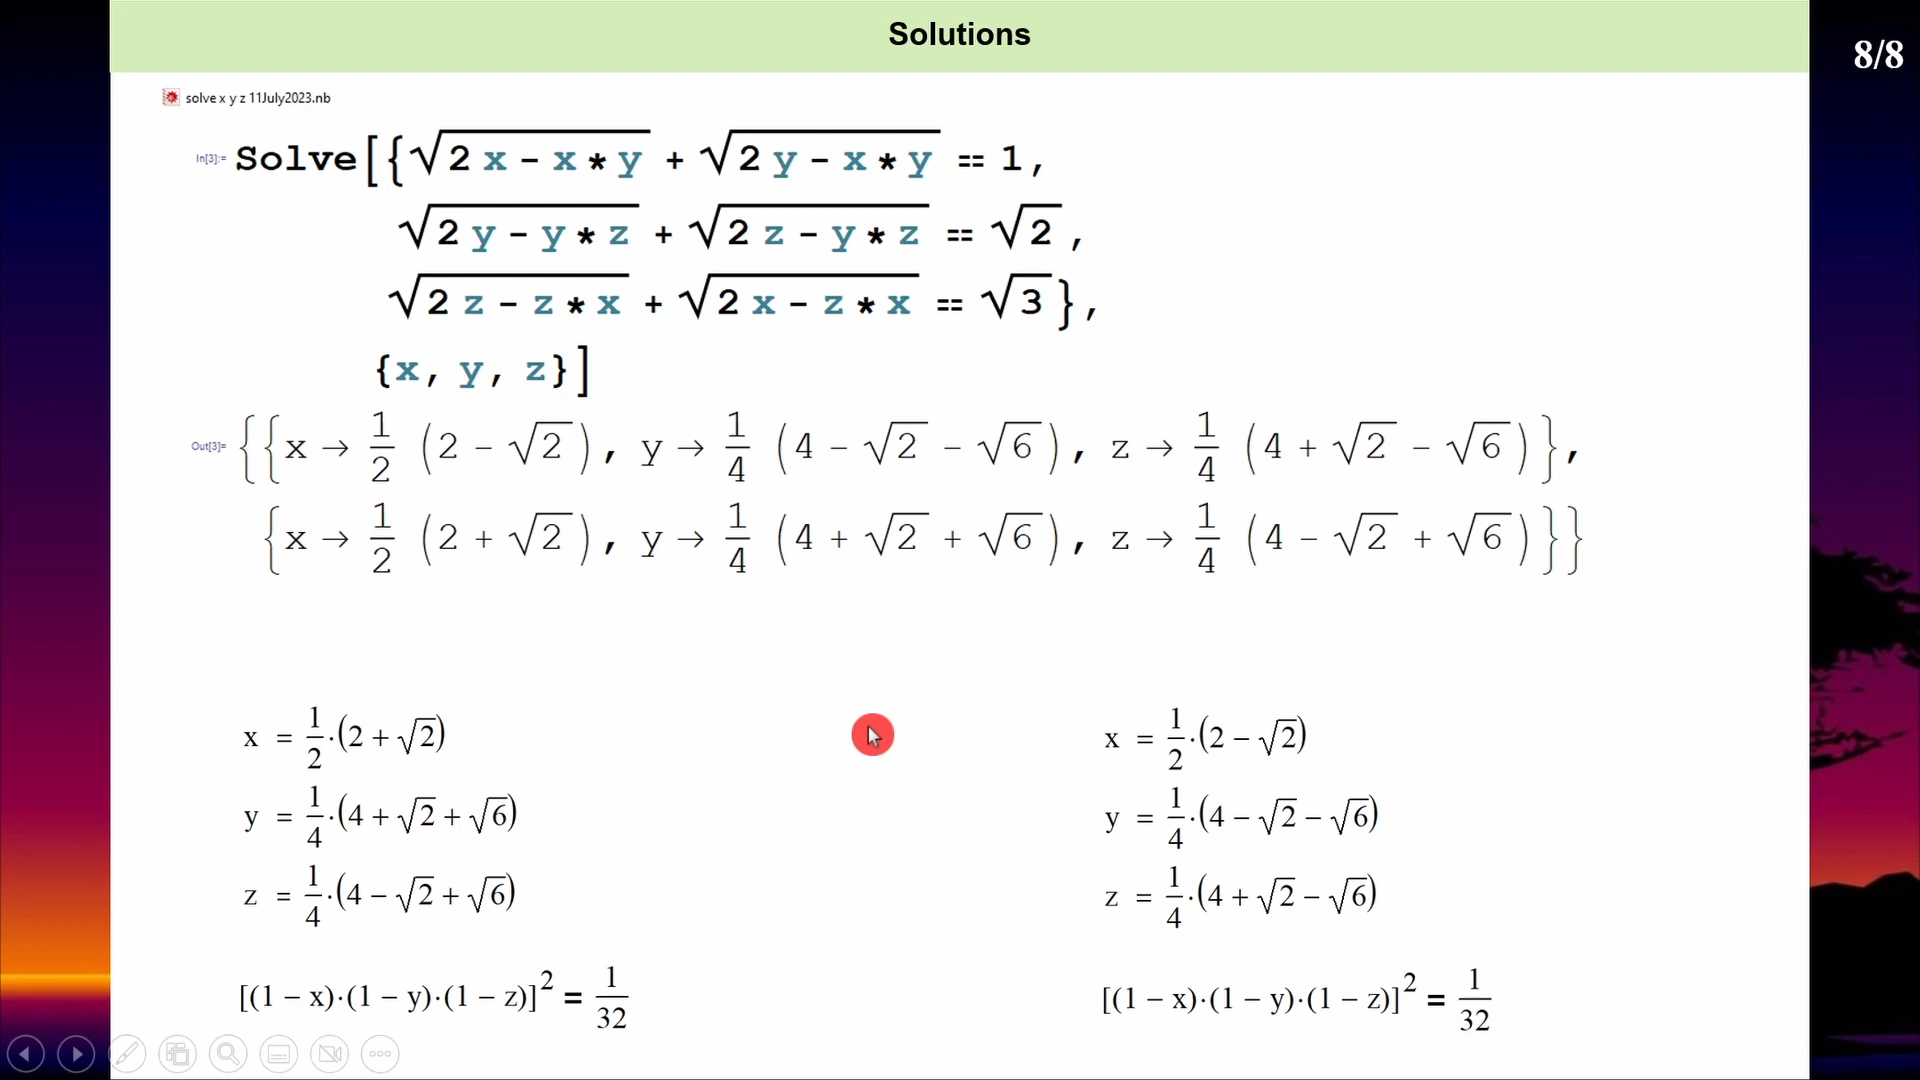 Solutions
8/8
solve x y z 11July2023.nb
In[3]:= Solve[{√(2 x - x * y) + √(2 y - x * y) == 1,
√(2 y - y * z) + √(2 z - y * z) == √2,
√(2 z - z * x) + √(2 x - z * x) == √3},
{x, y, z}]
Out[3]= {{x → 1/2 (2 - √2), y → 1/4 (4 - √2 - √6), z → 1/4 (4 + √2 - √6)},
{x → 1/2 (2 + √2), y → 1/4 (4 + √2 + √6), z → 1/4 (4 - √2 + √6)}}
x = 1/2·(2 + √2)
y = 1/4·(4 + √2 + √6)
z = 1/4·(4 - √2 + √6)
[(1 - x)·(1 - y)·(1 - z)]² = 1/32
x = 1/2·(2 - √2)
y = 1/4·(4 - √2 - √6)
z = 1/4·(4 + √2 - √6)
[(1 - x)·(1 - y)·(1 - z)]² = 1/32